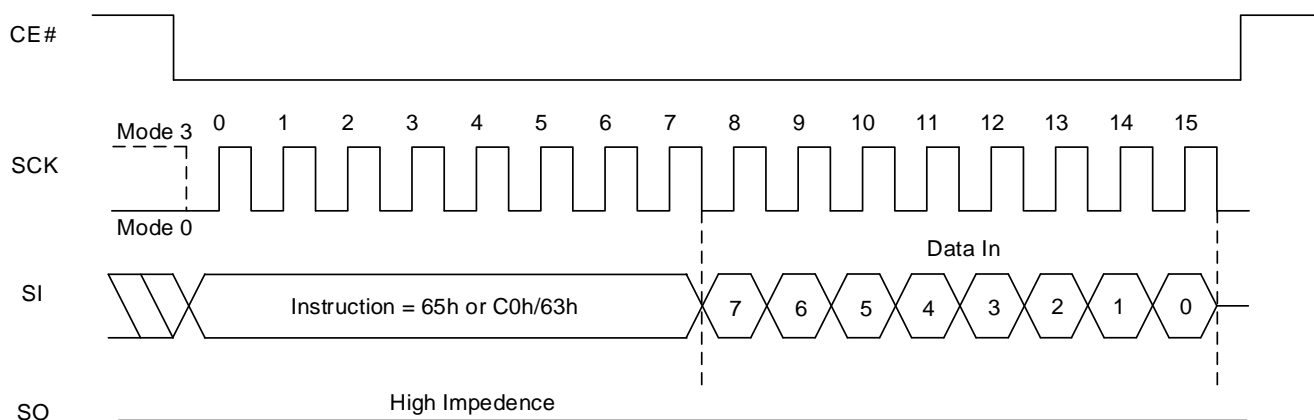 CE#
Mode 3
0 1 2 3 4 5 6 7 8 9 10 11 12 13 14 15
SCK
Mode 0
Data In
SI
Instruction = 65h or C0h/63h
7 6 5 4 3 2 1 0
High Impedence
SO